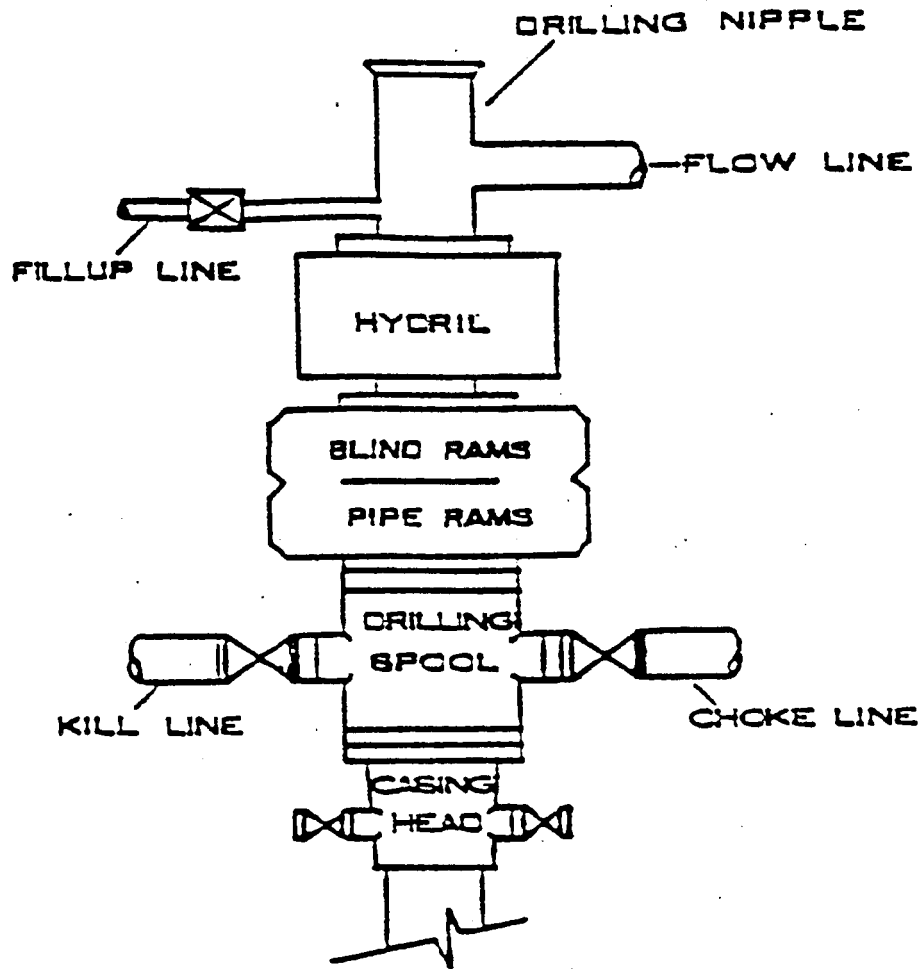 DRILLING NIPPLE
FLOW LINE
FILLUP LINE
HYDRIL
BLIND RAMS
PIPE RAMS
DRILLING
SPOOL
KILL LINE
CHOKE LINE
CASING
HEAD